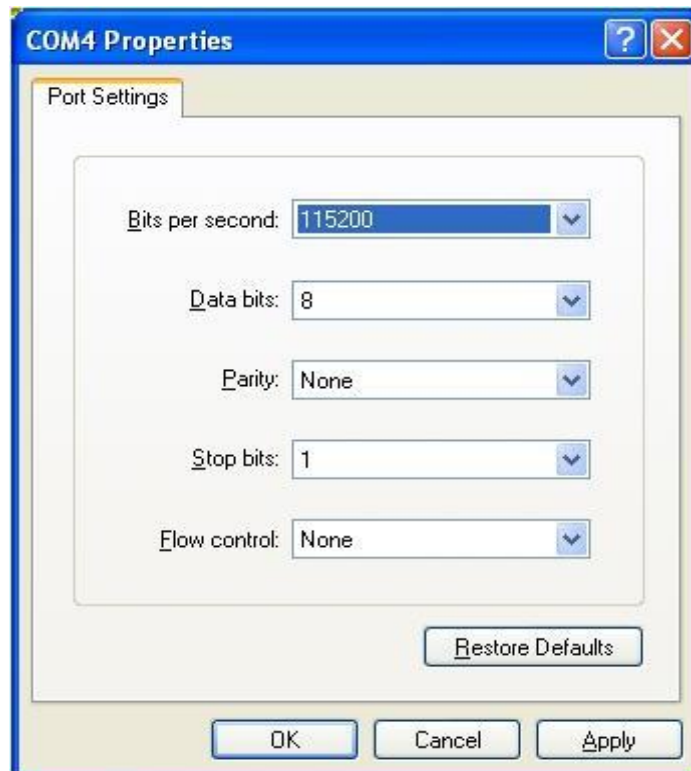 COM4 Properties
Port Settings
Bits per second: 115200
Data bits: 8
Parity: None
Stop bits: 1
Flow control: None
Restore Defaults
OK Cancel Apply